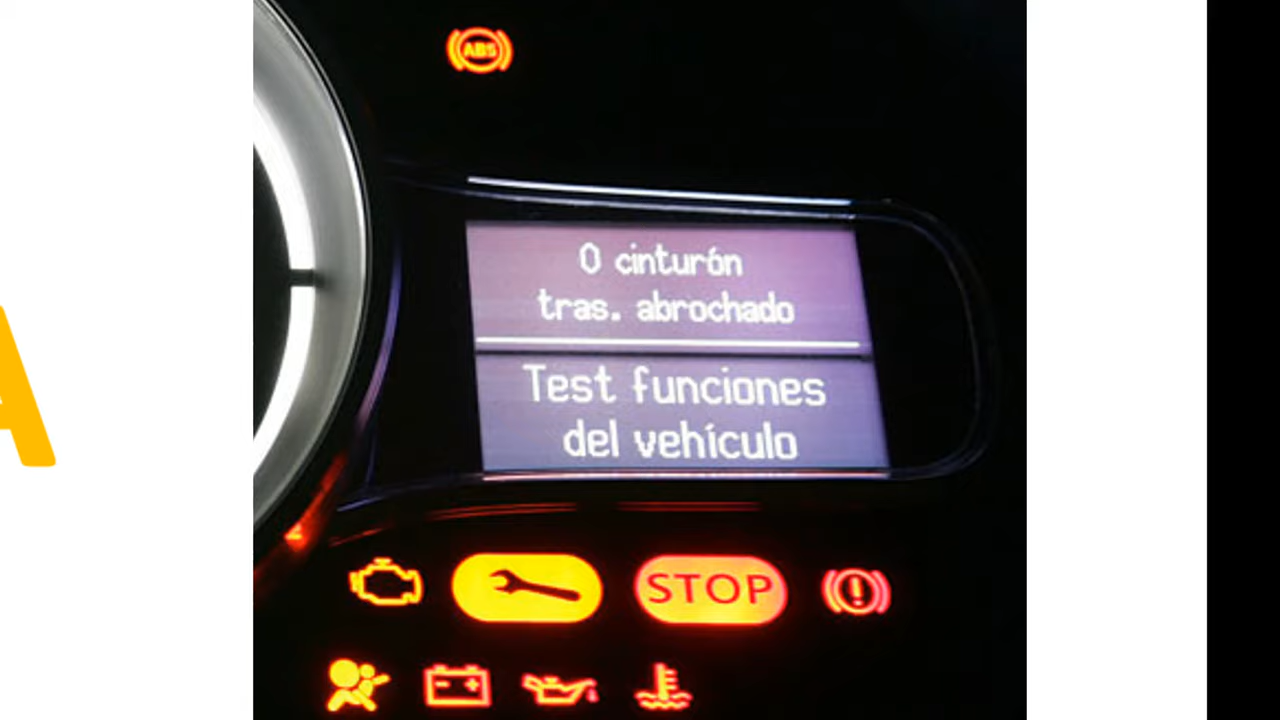 ABS
0 cinturón
tras. abrochado
Test funciones
del vehículo
STOP
A